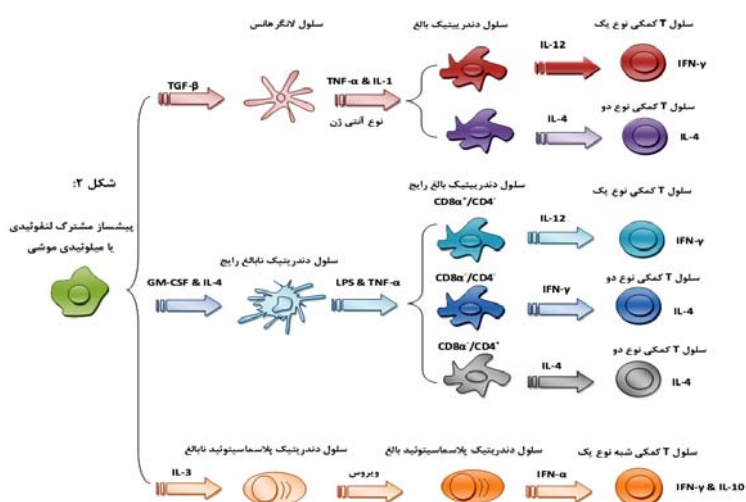 سلول لانگرهانس
سلول دندریتیک بالغ
سلول T کمکی نوع یک
TGF-β
TNF-α & IL-1
نوع آنتی ژن
IL-12
IFN-γ
سلول T کمکی نوع دو
IL-4
IL-4
شکل ۲:
پیشساز مشترک لنفوئیدی
یا میلوئیدی موشی
سلول دندریتیک نابالغ رایج
GM-CSF & IL-4
LPS & TNF-α
سلول دندرییتیک بالغ رایج
CD8α⁺/CD4⁻
سلول T کمکی نوع یک
IL-12
IFN-γ
CD8α⁻/CD4⁻
سلول T کمکی نوع دو
IFN-γ
IL-4
CD8α⁻/CD4⁺
سلول T کمکی نوع دو
IL-4
IL-4
سلول دندریتیک پلاسماسیتوئید نابالغ
سلول دندریتیک پلاسماسیتوئید بالغ
سلول T کمکی شبه نوع یک
IL-3
ویروس
IFN-α
IFN-γ & IL-10